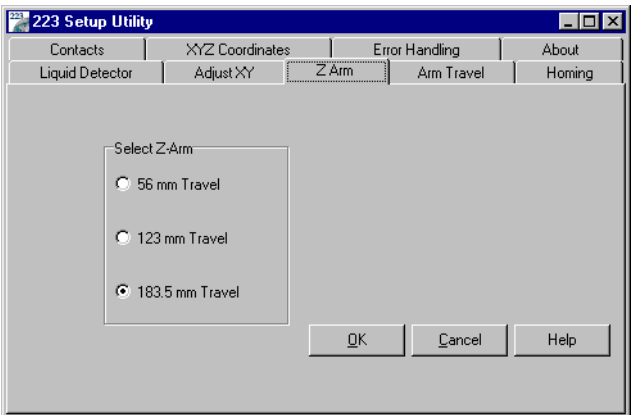 223 223 Setup Utility
Contacts XYZ Coordinates Error Handling About
Liquid Detector Adjust XY Z Arm Arm Travel Homing
Select Z-Arm
56 mm Travel
123 mm Travel
183.5 mm Travel
OK Cancel Help